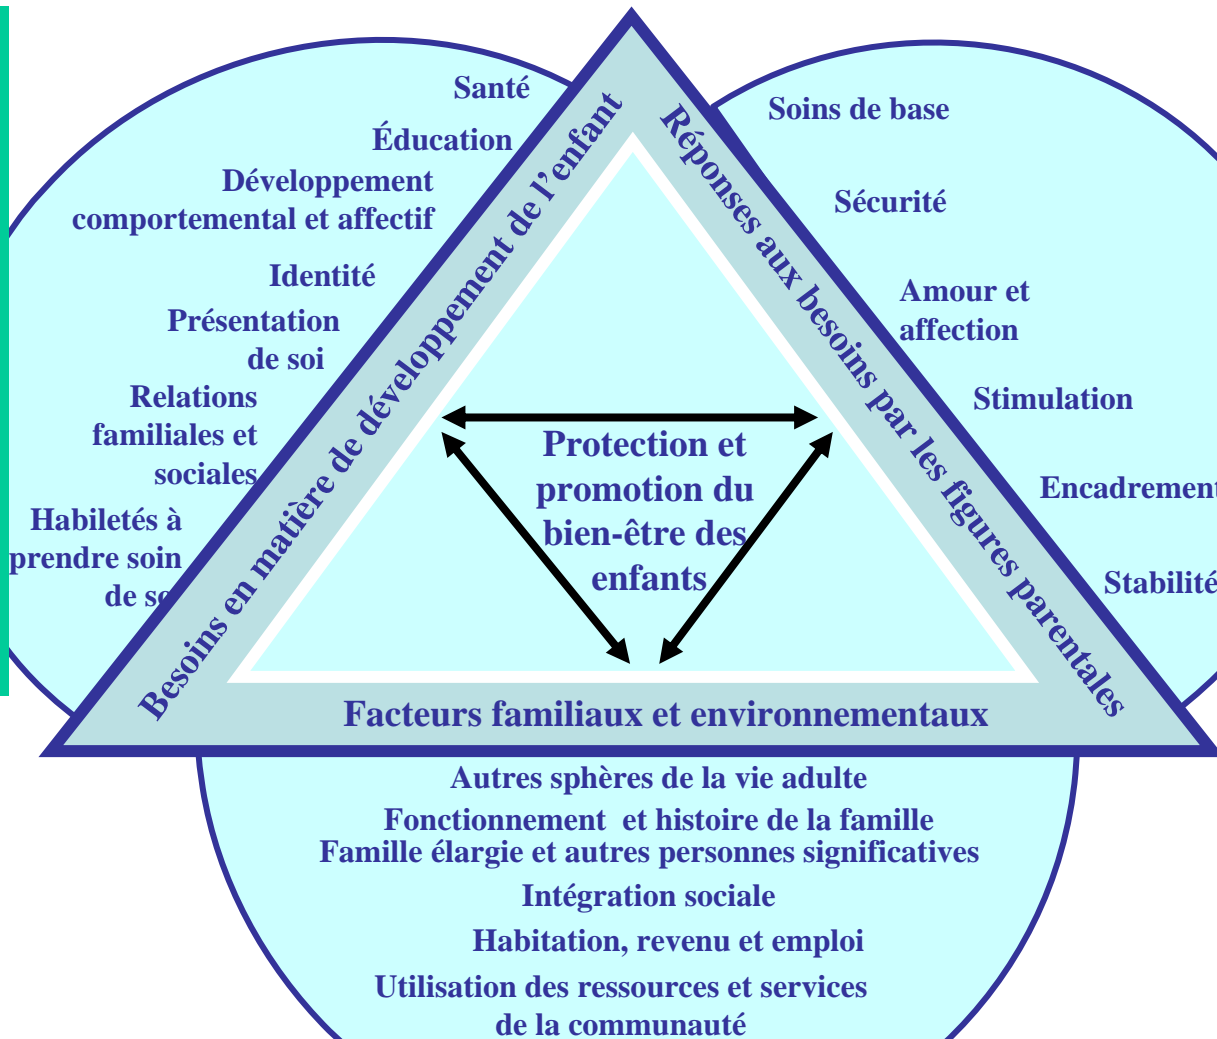 Santé
Éducation
Développement
comportemental et affectif
Identité
Présentation
de soi
Relations
familiales et
sociales
Habiletés à
prendre soin
de
Besoins en matière de développement de l'enfant
Réponses aux besoins par les figures parentales
Soins de base
Sécurité
Amour et
affection
Stimulation
Encadrement
Stabilité
Protection et
promotion du
bien-être des
enfants
Facteurs familiaux et environnementaux
Autres sphères de la vie adulte
Fonctionnement et histoire de la famille
Famille élargie et autres personnes significatives
Intégration sociale
Habitation, revenu et emploi
Utilisation des ressources et services
de la communauté